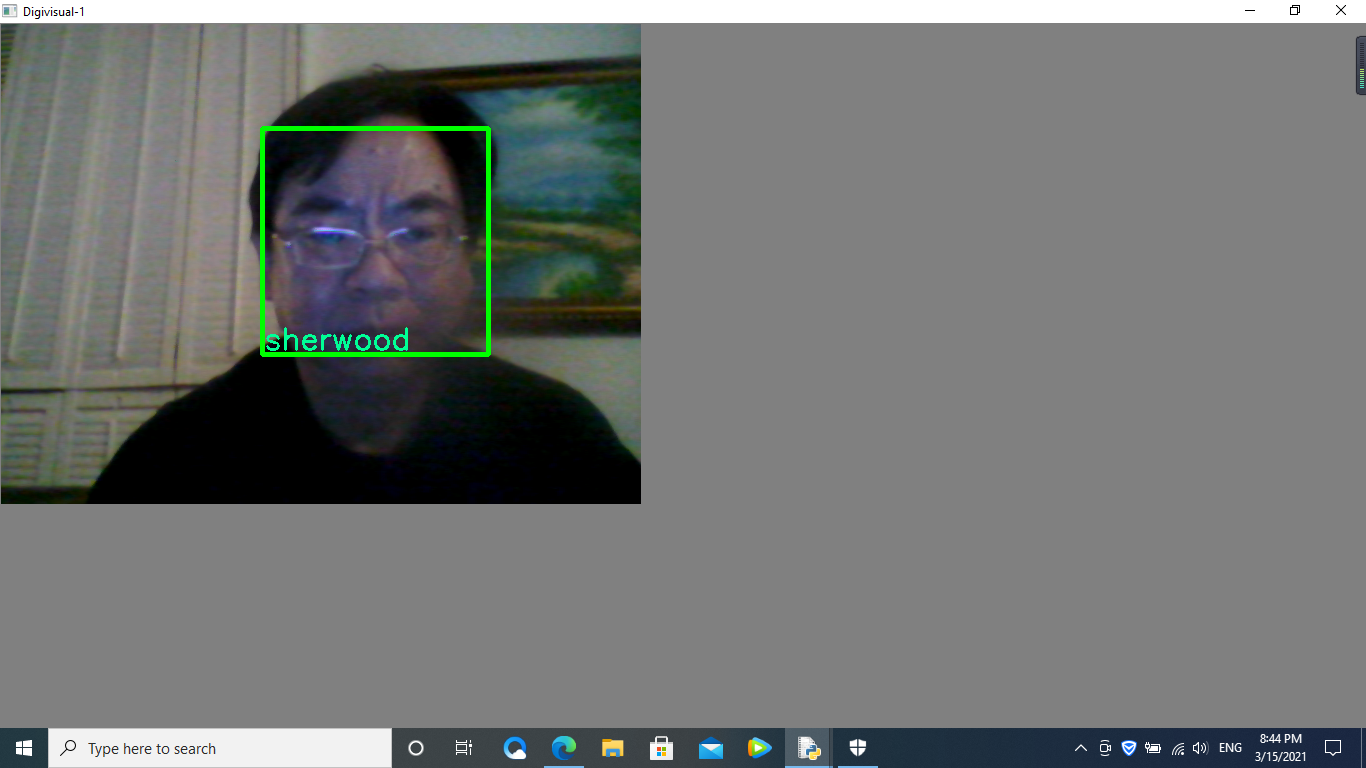 Digivisual-1
sherwood
Type here to search
ENG
8:44 PM
3/15/2021